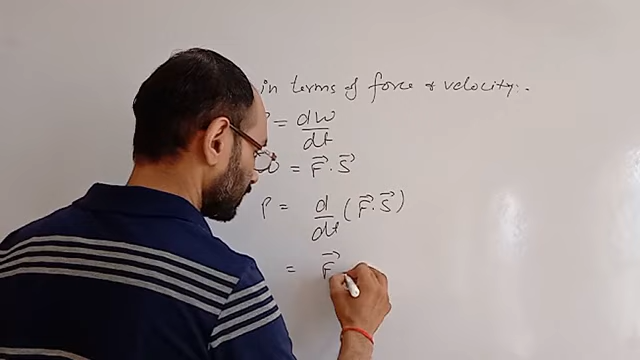 in terms of force & velocity:.
P = dW/dt
W = F⃗ . S⃗
P = d/dt (F⃗ . S⃗)
= F⃗